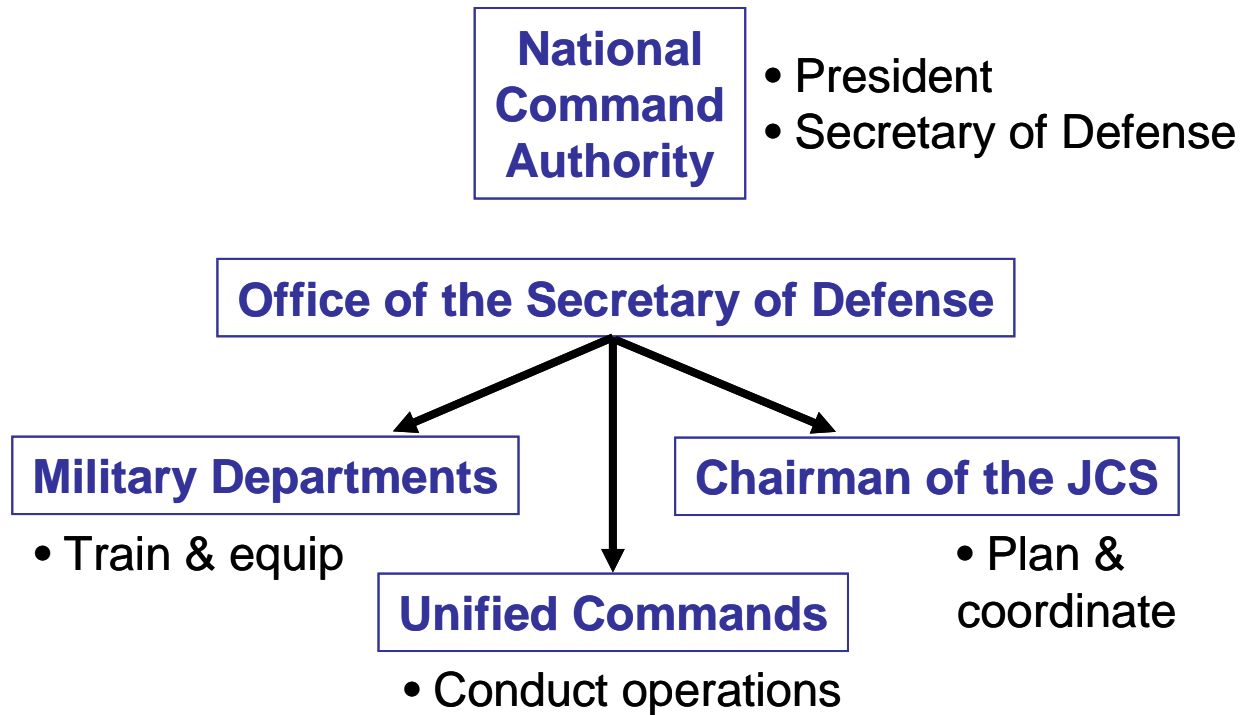 National
Command
Authority
• President
• Secretary of Defense
Office of the Secretary of Defense
Military Departments
• Train & equip
Chairman of the JCS
• Plan &
coordinate
Unified Commands
• Conduct operations